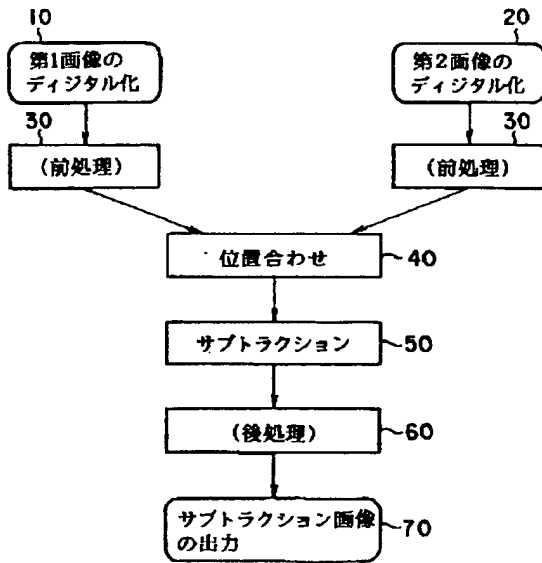 10
20
第1画像の
ディジタル化
第2画像の
ディジタル化
30
30
(前処理)
(前処理)
位置合わせ
40
サブトラクション
50
(後処理)
60
サブトラクション画像
の出力
70